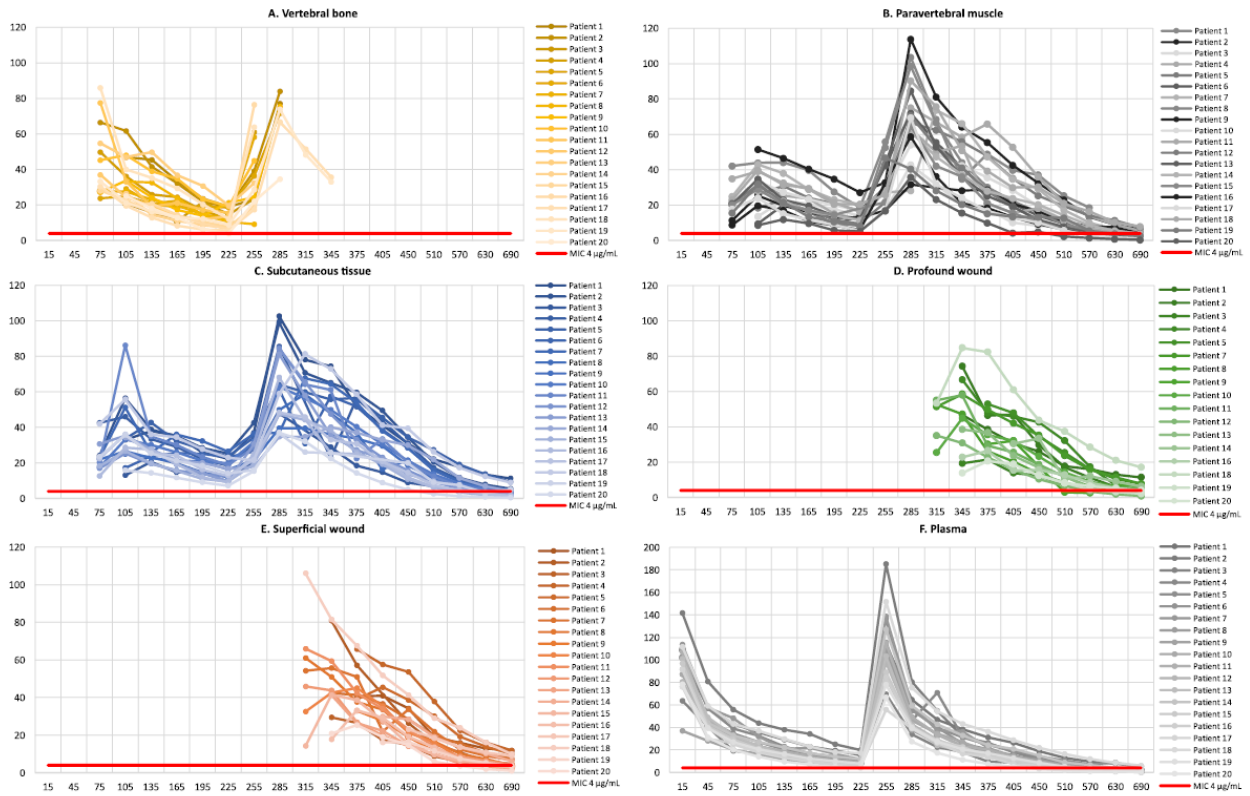 A. Vertebral bone
120
100
80
60
40
20
0
15 45 75 105 135 165 195 225 255 285 315 345 375 405 450 510 570 630 690
Patient 1
Patient 2
Patient 3
Patient 4
Patient 5
Patient 6
Patient 7
Patient 8
Patient 9
Patient 10
Patient 11
Patient 12
Patient 13
Patient 14
Patient 15
Patient 16
Patient 17
Patient 18
Patient 19
Patient 20
MIC 4 µg/mL
B. Paravertebral muscle
120
100
80
60
40
20
0
15 45 75 105 135 165 195 225 255 285 315 345 375 405 450 510 570 630 690
Patient 1
Patient 2
Patient 3
Patient 4
Patient 5
Patient 6
Patient 7
Patient 8
Patient 9
Patient 10
Patient 11
Patient 12
Patient 13
Patient 14
Patient 15
Patient 16
Patient 17
Patient 18
Patient 19
Patient 20
MIC 4 µg/mL
C. Subcutaneous tissue
120
100
80
60
40
20
0
15 45 75 105 135 165 195 225 255 285 315 345 375 405 450 510 570 630 690
Patient 1
Patient 2
Patient 3
Patient 4
Patient 5
Patient 6
Patient 7
Patient 8
Patient 9
Patient 10
Patient 11
Patient 12
Patient 13
Patient 14
Patient 15
Patient 16
Patient 17
Patient 18
Patient 19
Patient 20
MIC 4 µg/mL
D. Profound wound
120
100
80
60
40
20
0
15 45 75 105 135 165 195 225 255 285 315 345 375 405 450 510 570 630 690
Patient 1
Patient 2
Patient 3
Patient 4
Patient 5
Patient 7
Patient 8
Patient 9
Patient 10
Patient 11
Patient 12
Patient 13
Patient 14
Patient 16
Patient 18
Patient 19
Patient 20
MIC 4 µg/mL
E. Superficial wound
120
100
80
60
40
20
0
15 45 75 105 135 165 195 225 255 285 315 345 375 405 450 510 570 630 690
Patient 1
Patient 2
Patient 3
Patient 4
Patient 5
Patient 6
Patient 7
Patient 8
Patient 9
Patient 10
Patient 11
Patient 12
Patient 13
Patient 14
Patient 15
Patient 16
Patient 17
Patient 18
Patient 19
Patient 20
MIC 4 µg/mL
F. Plasma
200
180
160
140
120
100
80
60
40
20
0
15 45 75 105 135 165 195 225 255 285 315 345 375 405 450 510 570 630 690
Patient 1
Patient 2
Patient 3
Patient 4
Patient 5
Patient 6
Patient 7
Patient 8
Patient 9
Patient 10
Patient 11
Patient 12
Patient 13
Patient 14
Patient 15
Patient 16
Patient 17
Patient 18
Patient 19
Patient 20
MIC 4 µg/mL